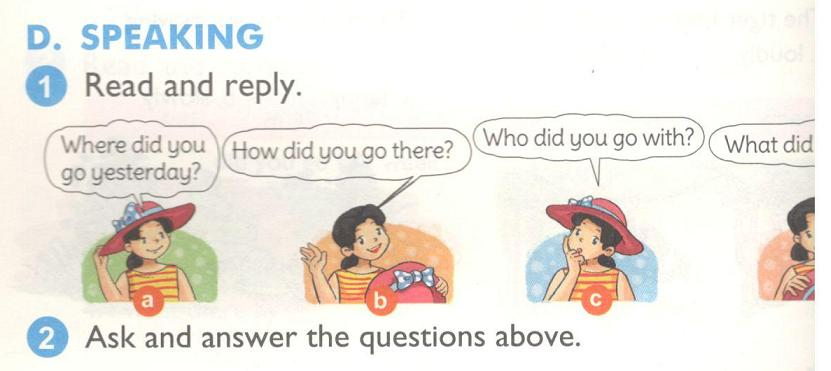 D. SPEAKING
1 Read and reply.
Where did you
go yesterday?
How did you go there?
Who did you go with?
What did
a
b
c
2 Ask and answer the questions above.